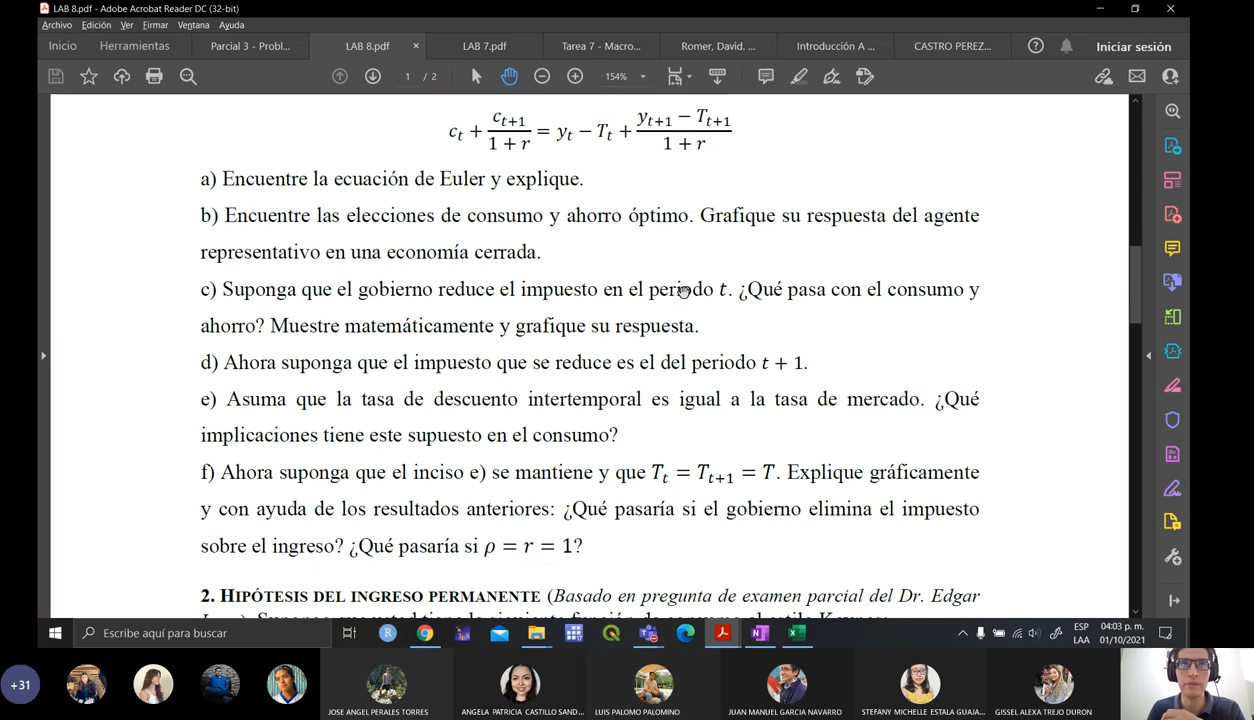 LAB 8.pdf - Adobe Acrobat Reader DC (32-bit)
Archivo Edición Ver Firmar Ventana Ayuda
Inicio Herramientas Parcial 3 - Probl... LAB 8.pdf × LAB 7.pdf Tarea 7 - Macro... Romer, David. ... Introducción A ... CASTRO PEREZ... Iniciar sesión
1 / 2 154%
c_t + c_{t+1}/(1 + r) = y_t − T_t + (y_{t+1} − T_{t+1})/(1 + r)
a) Encuentre la ecuación de Euler y explique.
b) Encuentre las elecciones de consumo y ahorro óptimo. Grafique su respuesta del agente
representativo en una economía cerrada.
c) Suponga que el gobierno reduce el impuesto en el periodo t. ¿Qué pasa con el consumo y
ahorro? Muestre matemáticamente y grafique su respuesta.
d) Ahora suponga que el impuesto que se reduce es el del periodo t + 1.
e) Asuma que la tasa de descuento intertemporal es igual a la tasa de mercado. ¿Qué
implicaciones tiene este supuesto en el consumo?
f) Ahora suponga que el inciso e) se mantiene y que T_t = T_{t+1} = T. Explique gráficamente
y con ayuda de los resultados anteriores: ¿Qué pasaría si el gobierno elimina el impuesto
sobre el ingreso? ¿Qué pasaría si ρ = r = 1?
2. HIPÓTESIS DEL INGRESO PERMANENTE (Basado en pregunta de examen parcial del Dr. Edgar
Escribe aquí para buscar
ESP 04:03 p. m.
LAA 01/10/2021
+31
JOSE ANGEL PERALES TORRES
ANGELA PATRICIA CASTILLO SAND...
LUIS PALOMO PALOMINO
JUAN MANUEL GARCIA NAVARRO
STEFANY MICHELLE ESTALA GUAJA...
GISSEL ALEXA TREJO DURON